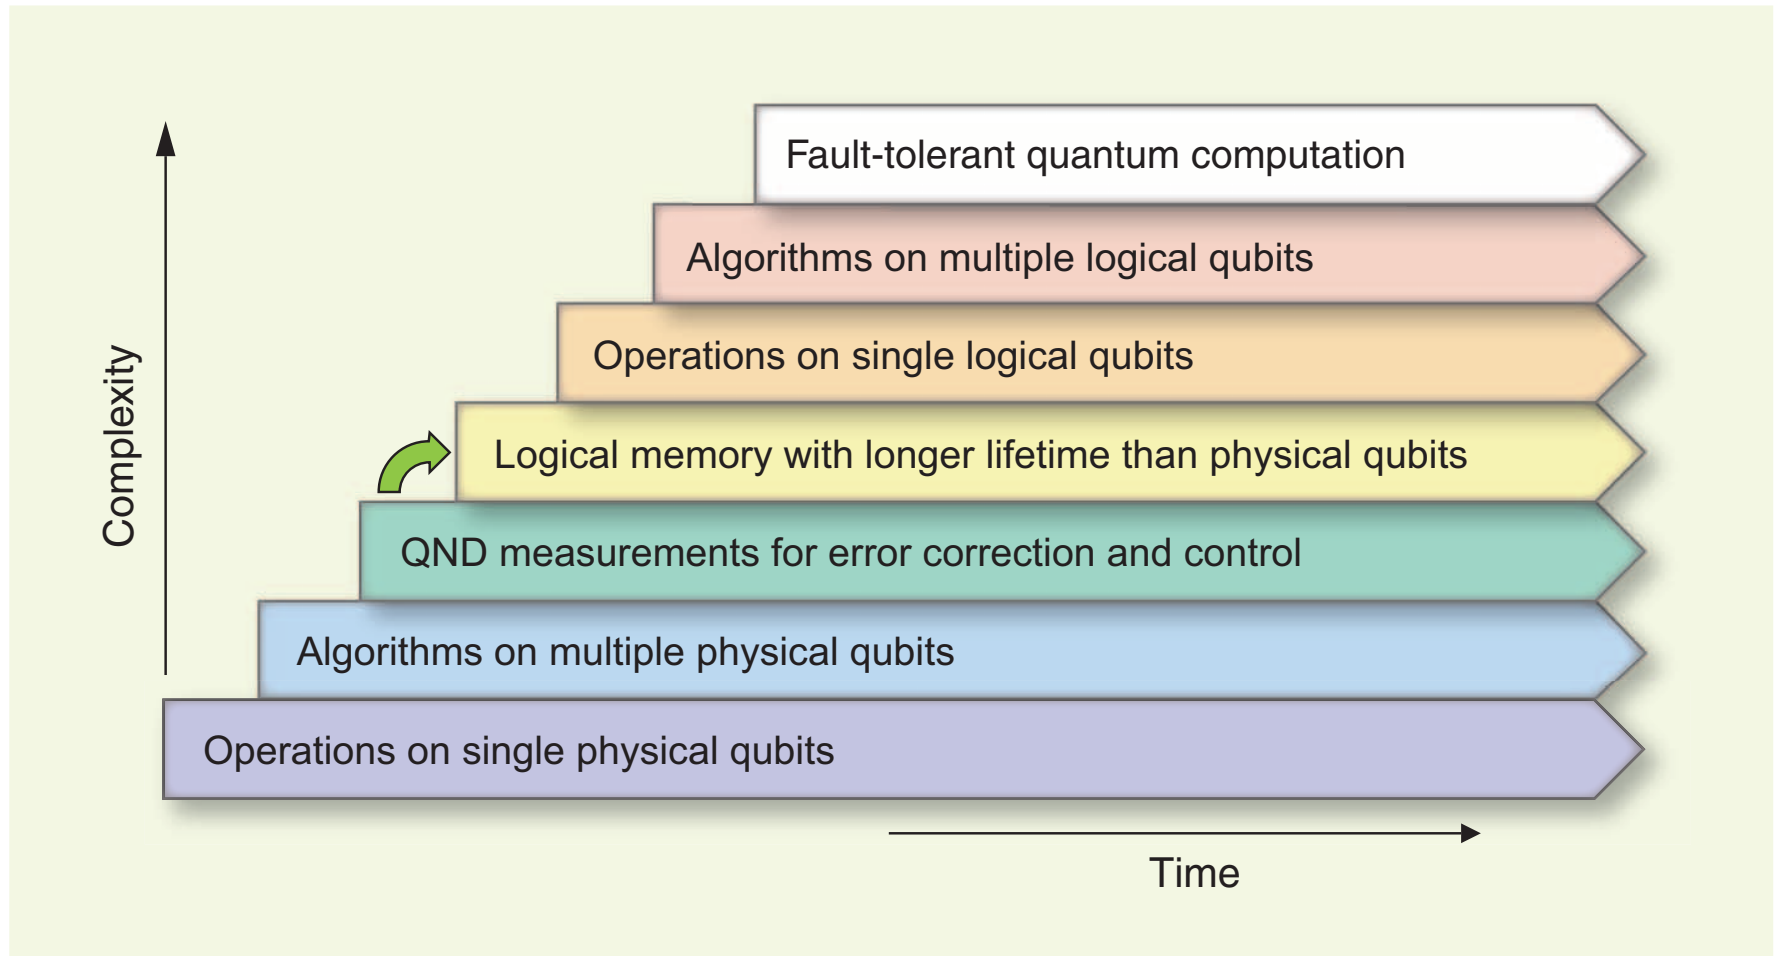 Fault-tolerant quantum computation
Algorithms on multiple logical qubits
Operations on single logical qubits
Logical memory with longer lifetime than physical qubits
QND measurements for error correction and control
Algorithms on multiple physical qubits
Operations on single physical qubits
Complexity
Time